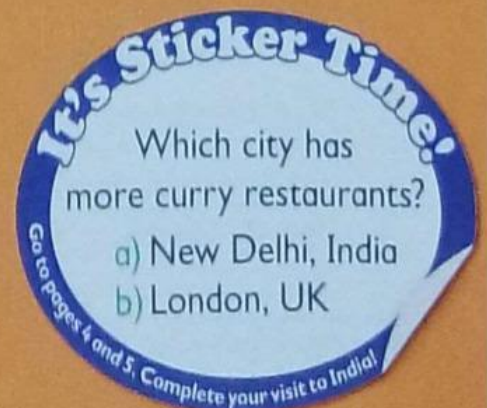 It's Sticker Time!
Which city has
more curry restaurants?
a) New Delhi, India
b) London, UK
Go to pages 4 and 5. Complete your visit to India!